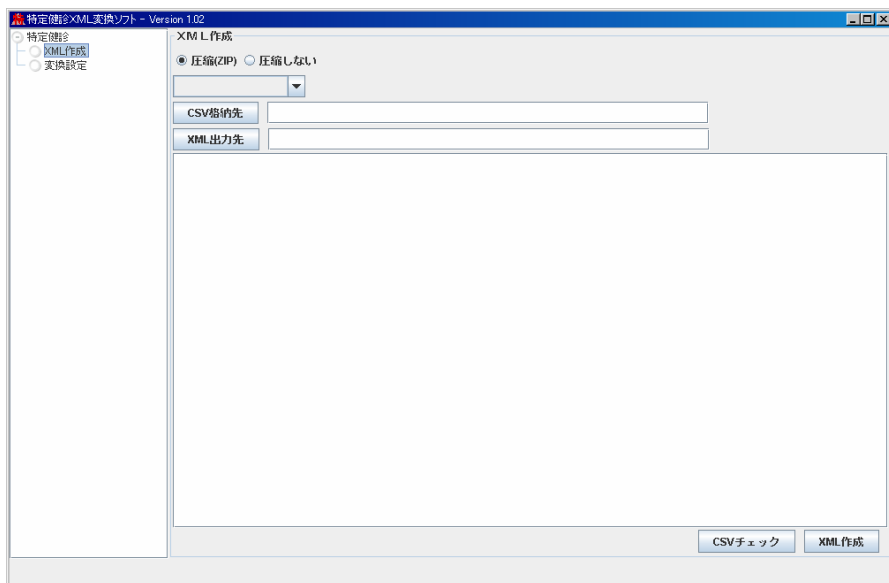 特定健診XML変換ソフト - Version 1.02
特定健診
XML作成
変換設定
XML作成
圧縮(ZIP) 圧縮しない
CSV格納先
XML出力先
CSVチェック XML作成